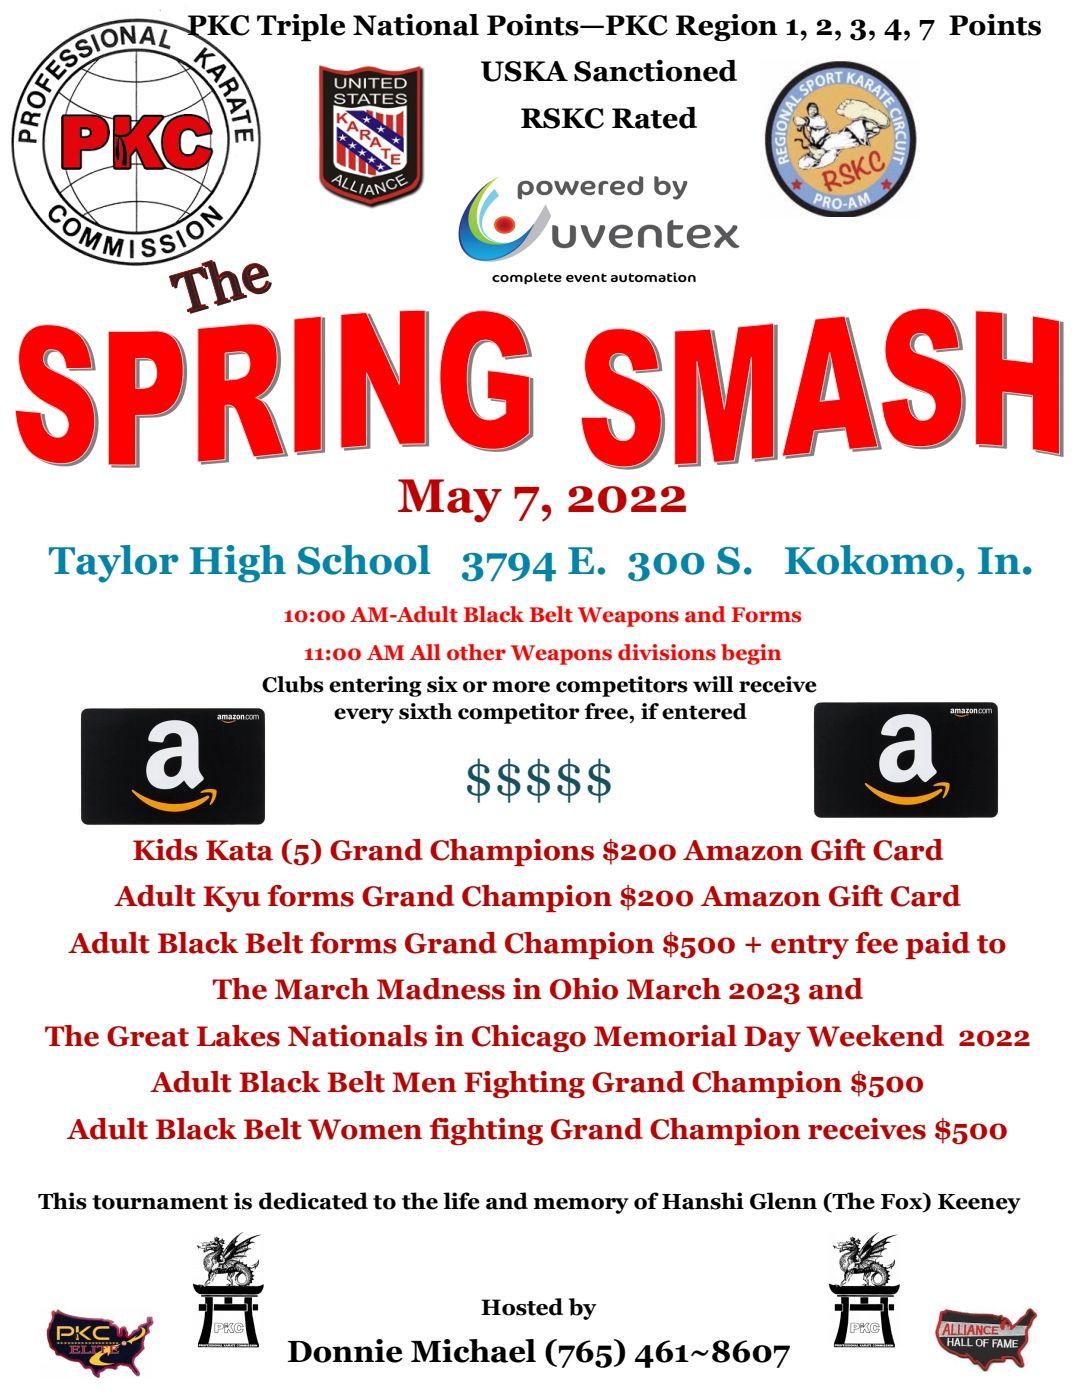 PKC Triple National Points—PKC Region 1, 2, 3, 4, 7 Points
PROFESSIONAL KARATE
PKC
COMMISSION
UNITED
STATES
KARATE
ALLIANCE
USKA Sanctioned
RSKC Rated
REGIONAL SPORT KARATE CIRCUIT
RSKC
PRO-AM
powered by
uventex
complete event automation
The
SPRING SMASH
May 7, 2022
Taylor High School 3794 E. 300 S. Kokomo, In.
10:00 AM-Adult Black Belt Weapons and Forms
11:00 AM All other Weapons divisions begin
Clubs entering six or more competitors will receive
every sixth competitor free, if entered
amazon.com
a
amazon.com
a
$$$$$
Kids Kata (5) Grand Champions $200 Amazon Gift Card
Adult Kyu forms Grand Champion $200 Amazon Gift Card
Adult Black Belt forms Grand Champion $500 + entry fee paid to
The March Madness in Ohio March 2023 and
The Great Lakes Nationals in Chicago Memorial Day Weekend 2022
Adult Black Belt Men Fighting Grand Champion $500
Adult Black Belt Women fighting Grand Champion receives $500
This tournament is dedicated to the life and memory of Hanshi Glenn (The Fox) Keeney
PKC
PROFESSIONAL KARATE COMMISSION
PKC
PROFESSIONAL KARATE COMMISSION
Hosted by
Donnie Michael (765) 461~8607
PKC
ELITE
ALLIANCE
HALL OF FAME